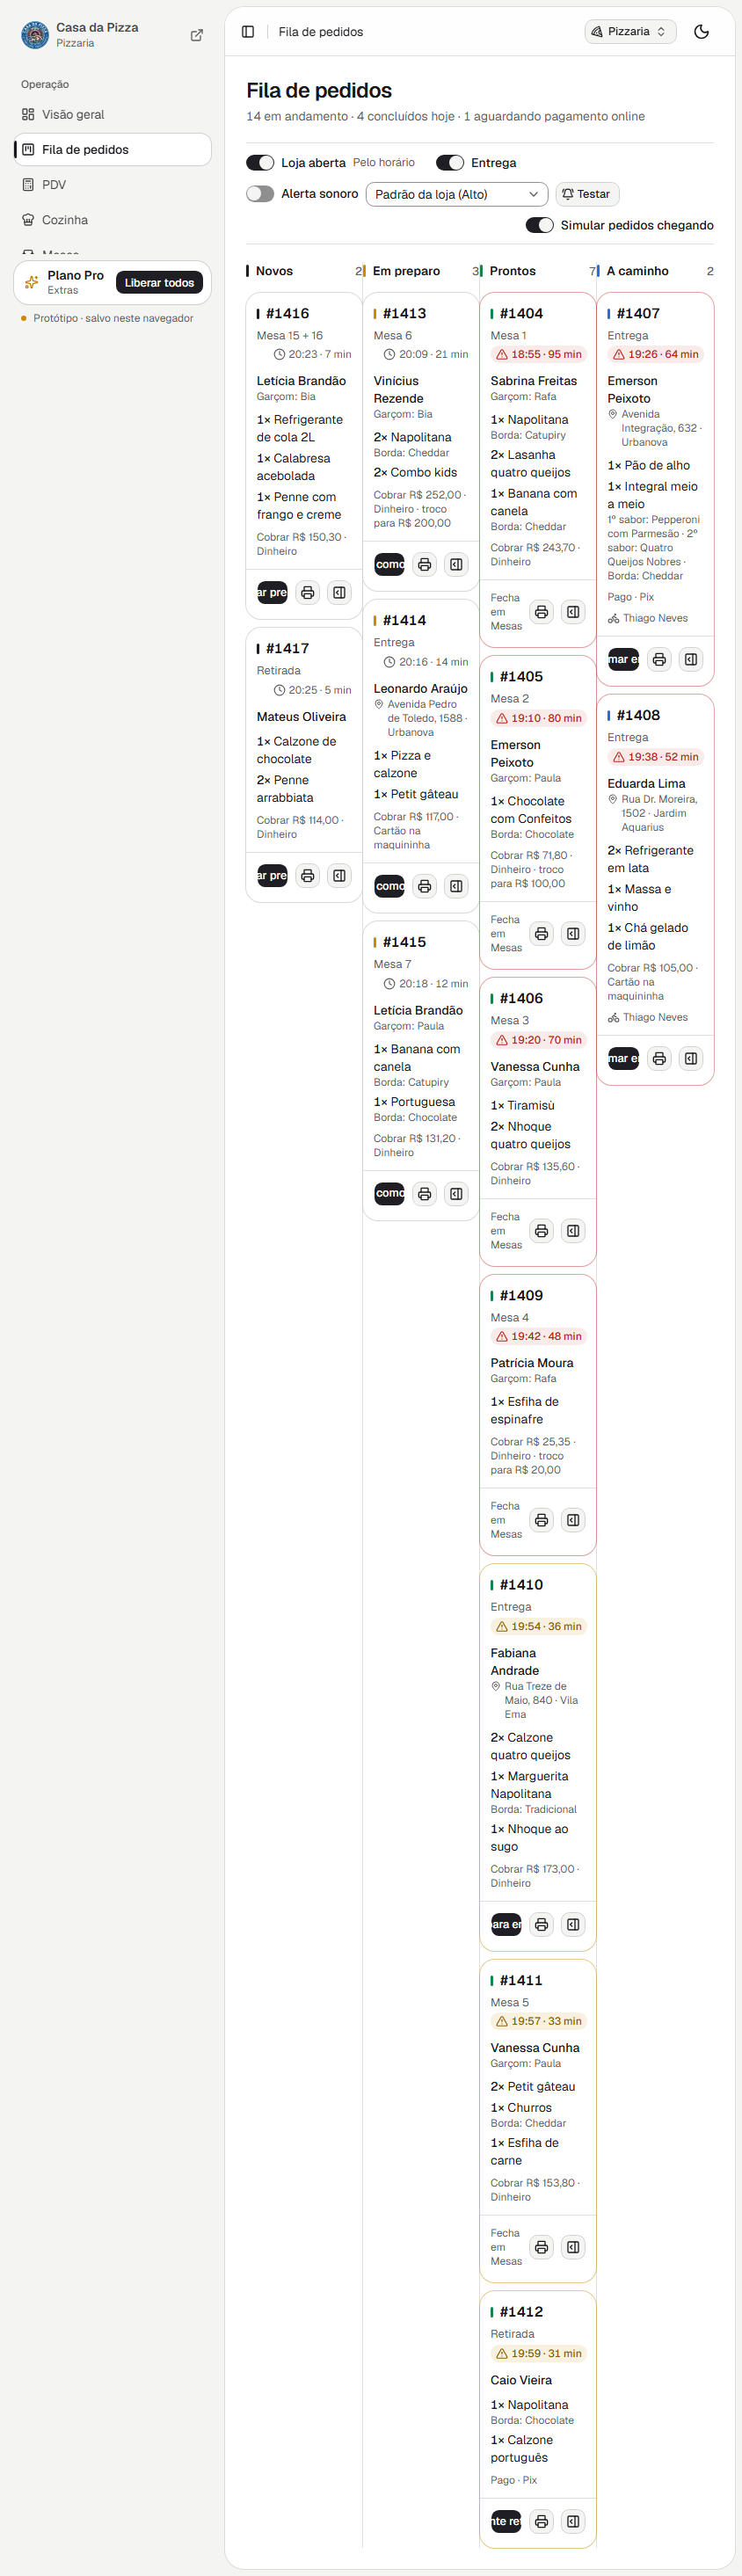 Casa da Pizza
Pizzaria
Operação
Visão geral
Fila de pedidos
PDV
Cozinha
Plano Pro
Extras
Liberar todos
Protótipo · salvo neste navegador
Fila de pedidos
Pizzaria
Fila de pedidos
14 em andamento · 4 concluídos hoje · 1 aguardando pagamento online
Loja aberta Pelo horário
Entrega
Alerta sonoro
Padrão da loja (Alto)
Testar
Simular pedidos chegando
Novos 2
#1416
Mesa 15 + 16
20:23 · 7 min
Letícia Brandão
Garçom: Bia
1× Refrigerante
de cola 2L
1× Calabresa
acebolada
1× Penne com
frango e creme
Cobrar R$ 150,30 ·
Dinheiro
ar pre
#1417
Retirada
20:25 · 5 min
Mateus Oliveira
1× Calzone de
chocolate
2× Penne
arrabbiata
Cobrar R$ 114,00 ·
Dinheiro
ar pre
Em preparo 3
#1413
Mesa 6
20:09 · 21 min
Vinícius
Rezende
Garçom: Bia
2× Napolitana
Borda: Cheddar
2× Combo kids
Cobrar R$ 252,00 ·
Dinheiro · troco
para R$ 200,00
como
#1414
Entrega
20:16 · 14 min
Leonardo Araújo
Avenida Pedro
de Toledo, 1588 ·
Urbanova
1× Pizza e
calzone
1× Petit gâteau
Cobrar R$ 117,00 ·
Cartão na
maquininha
como
#1415
Mesa 7
20:18 · 12 min
Letícia Brandão
Garçom: Paula
1× Banana com
canela
Borda: Catupiry
1× Portuguesa
Borda: Chocolate
Cobrar R$ 131,20 ·
Dinheiro
como
Prontos 7
#1404
Mesa 1
18:55 · 95 min
Sabrina Freitas
Garçom: Rafa
1× Napolitana
Borda: Catupiry
2× Lasanha
quatro queijos
1× Banana com
canela
Borda: Cheddar
Cobrar R$ 243,70 ·
Dinheiro
Fecha
em
Mesas
#1405
Mesa 2
19:10 · 80 min
Emerson
Peixoto
Garçom: Paula
1× Chocolate
com Confeitos
Borda: Chocolate
Cobrar R$ 71,80 ·
Dinheiro · troco
para R$ 100,00
Fecha
em
Mesas
#1406
Mesa 3
19:20 · 70 min
Vanessa Cunha
Garçom: Paula
1× Tiramisù
2× Nhoque
quatro queijos
Cobrar R$ 135,60 ·
Dinheiro
Fecha
em
Mesas
#1409
Mesa 4
19:42 · 48 min
Patrícia Moura
Garçom: Rafa
1× Esfiha de
espinafre
Cobrar R$ 25,35 ·
Dinheiro · troco
para R$ 20,00
Fecha
em
Mesas
#1410
Entrega
19:54 · 36 min
Fabiana
Andrade
Rua Treze de
Maio, 840 · Vila
Ema
2× Calzone
quatro queijos
1× Marguerita
Napolitana
Borda: Tradicional
1× Nhoque ao
sugo
Cobrar R$ 173,00 ·
Dinheiro
para en
#1411
Mesa 5
19:57 · 33 min
Vanessa Cunha
Garçom: Paula
2× Petit gâteau
1× Churros
Borda: Cheddar
1× Esfiha de
carne
Cobrar R$ 153,80 ·
Dinheiro
Fecha
em
Mesas
#1412
Retirada
19:59 · 31 min
Caio Vieira
1× Napolitana
Borda: Chocolate
1× Calzone
português
Pago · Pix
nte ret
A caminho 2
#1407
Entrega
19:26 · 64 min
Emerson
Peixoto
Avenida
Integração, 632 ·
Urbanova
1× Pão de alho
1× Integral meio
a meio
1º sabor: Pepperoni
com Parmesão · 2º
sabor: Quatro
Queijos Nobres ·
Borda: Cheddar
Pago · Pix
Thiago Neves
mar en
#1408
Entrega
19:38 · 52 min
Eduarda Lima
Rua Dr. Moreira,
1502 · Jardim
Aquarius
2× Refrigerante
em lata
1× Massa e
vinho
1× Chá gelado
de limão
Cobrar R$ 105,00 ·
Cartão na
maquininha
Thiago Neves
mar en